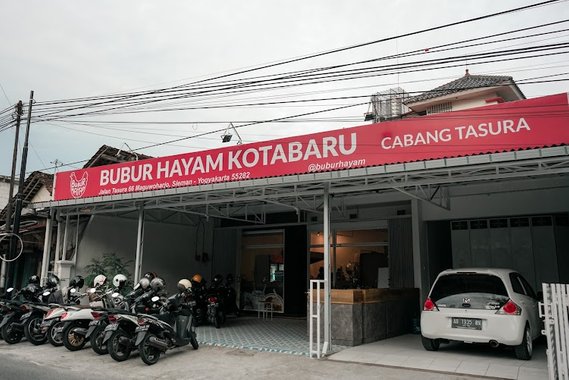 BUBUR HAYAM KOTABARU
CABANG TASURA
Jalan Tasura 66 Maguwoharjo, Sleman - Yogyakarta 55282
@buburhayam